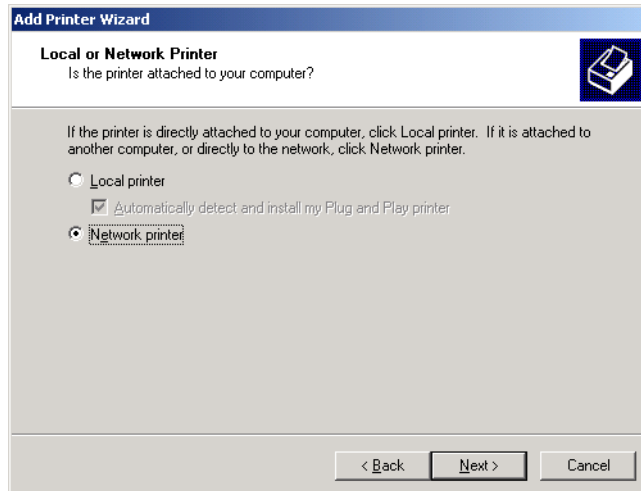 Add Printer Wizard
Local or Network Printer
Is the printer attached to your computer?
If the printer is directly attached to your computer, click Local printer.  If it is attached to
another computer, or directly to the network, click Network printer.
Local printer
Automatically detect and install my Plug and Play printer
Network printer
< Back
Next >
Cancel